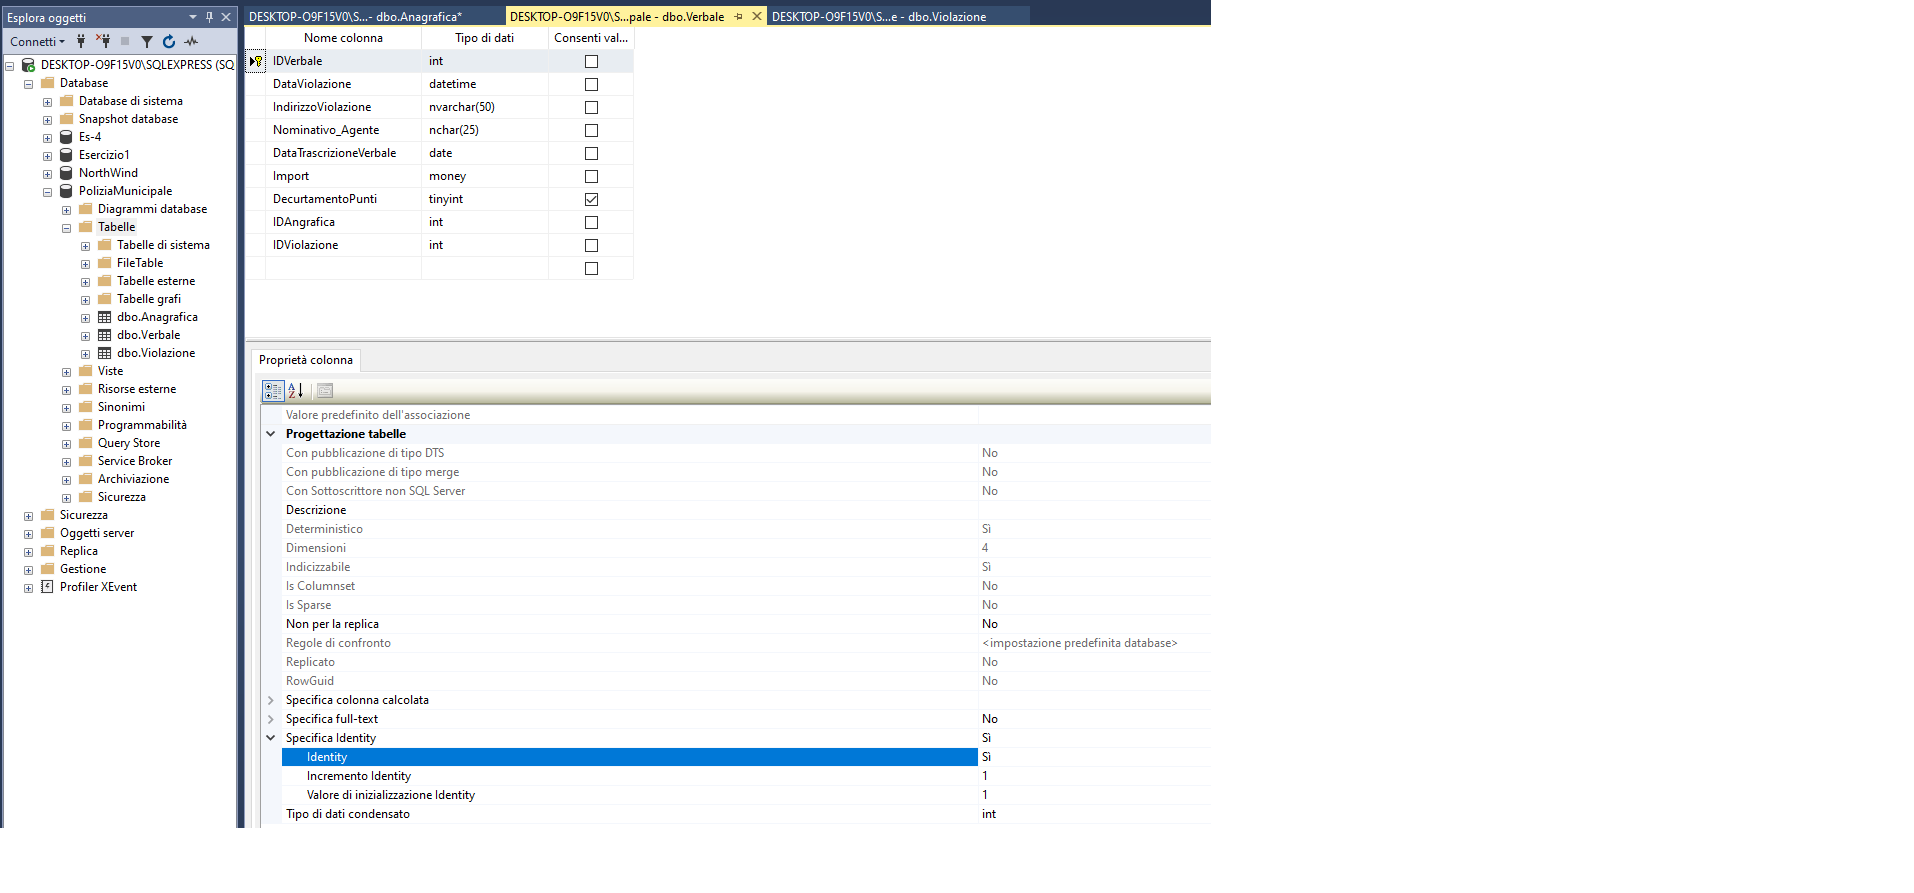 Esplora oggetti
Connetti
DESKTOP-O9F15V0\SQLEXPRESS (SQ
Database
Database di sistema
Snapshot database
Es-4
Esercizio1
NorthWind
PoliziaMunicipale
Diagrammi database
Tabelle
Tabelle di sistema
FileTable
Tabelle esterne
Tabelle grafi
dbo.Anagrafica
dbo.Verbale
dbo.Violazione
Viste
Risorse esterne
Sinonimi
Programmabilità
Query Store
Service Broker
Archiviazione
Sicurezza
Sicurezza
Oggetti server
Replica
Gestione
Profiler XEvent
DESKTOP-O9F15V0\S...- dbo.Anagrafica* DESKTOP-O9F15V0\S...pale - dbo.Verbale DESKTOP-O9F15V0\S...e - dbo.Violazione
Nome colonna Tipo di dati Consenti val...
IDVerbale int
DataViolazione datetime
IndirizzoViolazione nvarchar(50)
Nominativo_Agente nchar(25)
DataTrascrizioneVerbale date
Import money
DecurtamentoPunti tinyint
IDAngrafica int
IDViolazione int
Proprietà colonna
Valore predefinito dell'associazione
Progettazione tabelle
Con pubblicazione di tipo DTS No
Con pubblicazione di tipo merge No
Con Sottoscrittore non SQL Server No
Descrizione
Deterministico Sì
Dimensioni 4
Indicizzabile Sì
Is Columnset No
Is Sparse No
Non per la replica No
Regole di confronto <impostazione predefinita database>
Replicato No
RowGuid No
Specifica colonna calcolata
Specifica full-text No
Specifica Identity Sì
Identity Sì
Incremento Identity 1
Valore di inizializzazione Identity 1
Tipo di dati condensato int